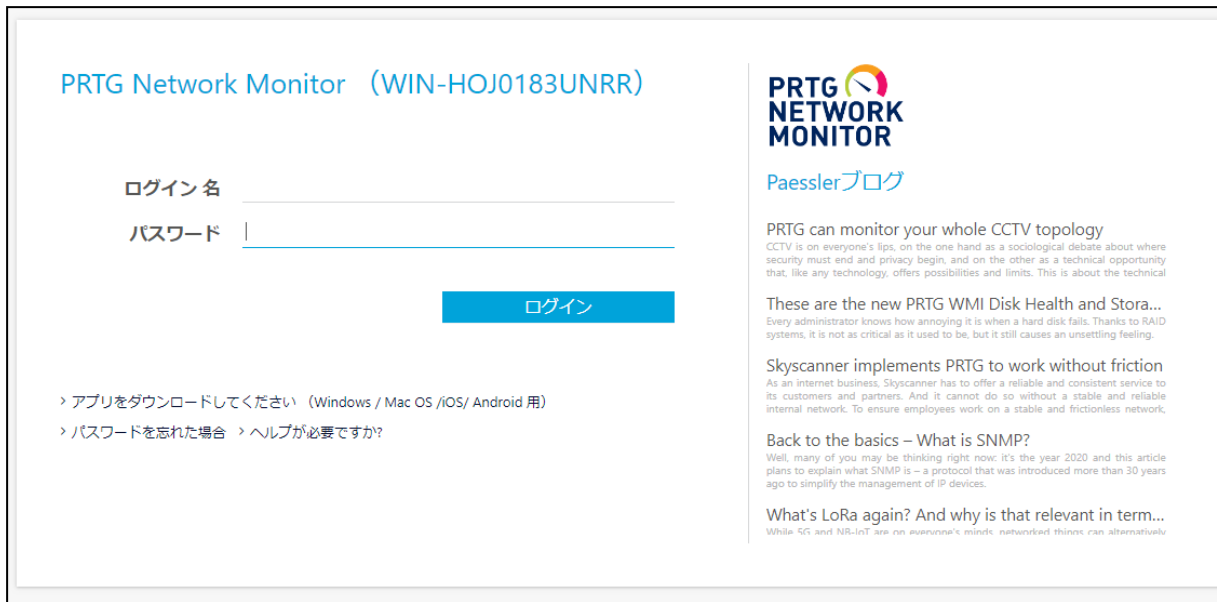 PRTG Network Monitor （WIN-HOJ0183UNRR）
ログイン 名
パスワード
ログイン
> アプリをダウンロードしてください （Windows / Mac OS /iOS/ Android 用）
> パスワードを忘れた場合 > ヘルプが必要ですか?
PRTG
NETWORK
MONITOR
Paesslerブログ
PRTG can monitor your whole CCTV topology
CCTV is on everyone's lips, on the one hand as a sociological debate about where
security must end and privacy begin, and on the other as a technical opportunity
that, like any technology, offers possibilities and limits. This is about the technical
These are the new PRTG WMI Disk Health and Stora...
Every administrator knows how annoying it is when a hard disk fails. Thanks to RAID
systems, it is not as critical as it used to be, but it still causes an unsettling feeling.
Skyscanner implements PRTG to work without friction
As an internet business, Skyscanner has to offer a reliable and consistent service to
its customers and partners. And it cannot do so without a stable and reliable
internal network. To ensure employees work on a stable and frictionless network,
Back to the basics – What is SNMP?
Well, many of you may be thinking right now: it's the year 2020 and this article
plans to explain what SNMP is – a protocol that was introduced more than 30 years
ago to simplify the management of IP devices.
What's LoRa again? And why is that relevant in term...
While 5G and NB-IoT are on everyone's minds, networked things can alternatively